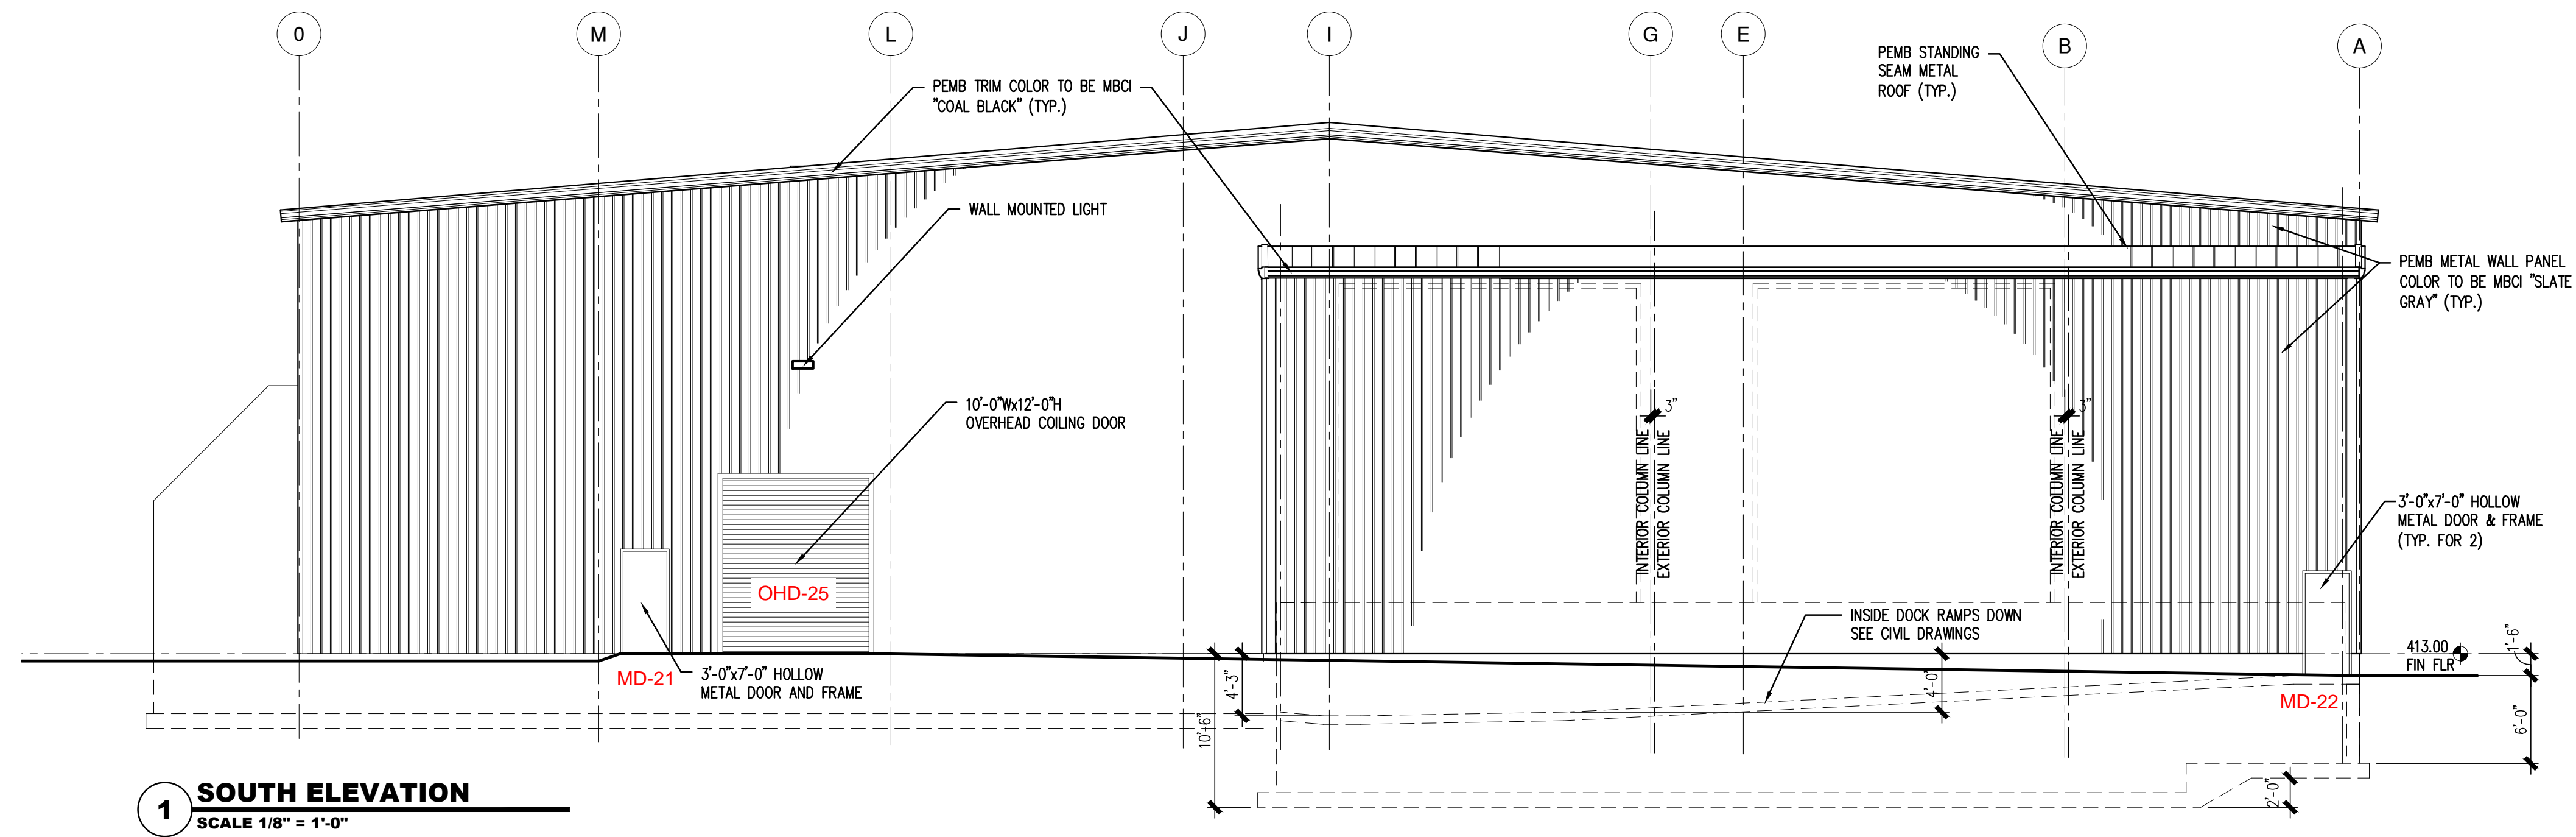 0 M L J I G E B A
PEMB TRIM COLOR TO BE MBCI
"COAL BLACK" (TYP.)
PEMB STANDING
SEAM METAL
ROOF (TYP.)
WALL MOUNTED LIGHT
PEMB METAL WALL PANEL
COLOR TO BE MBCI "SLATE
GRAY" (TYP.)
10'-0"Wx12'-0"H
OVERHEAD COILING DOOR
3"
3"
INTERIOR COLUMN LINE
EXTERIOR COLUMN LINE
INTERIOR COLUMN LINE
EXTERIOR COLUMN LINE
3'-0"x7'-0" HOLLOW
METAL DOOR & FRAME
(TYP. FOR 2)
OHD-25
INSIDE DOCK RAMPS DOWN
SEE CIVIL DRAWINGS
413.00
FIN FLR
1'-6"
MD-21
3'-0"x7'-0" HOLLOW
METAL DOOR AND FRAME
4'-3"
4'-0"
MD-22
10'-6"
6'-0"
2'-0"
1 SOUTH ELEVATION
SCALE 1/8" = 1'-0"